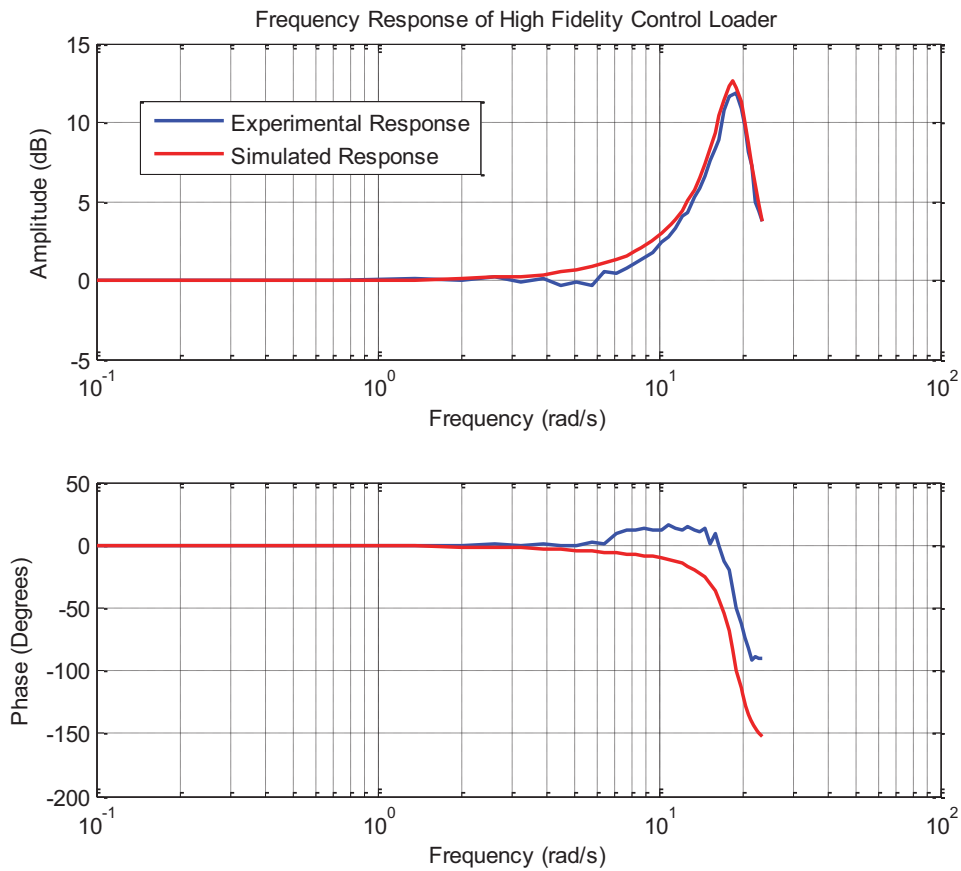 Frequency Response of High Fidelity Control Loader
15
10
5
0
-5
Amplitude (dB)
Experimental Response
Simulated Response
10^-1
10^0
10^1
10^2
Frequency (rad/s)
50
0
-50
-100
-150
-200
Phase (Degrees)
10^-1
10^0
10^1
10^2
Frequency (rad/s)